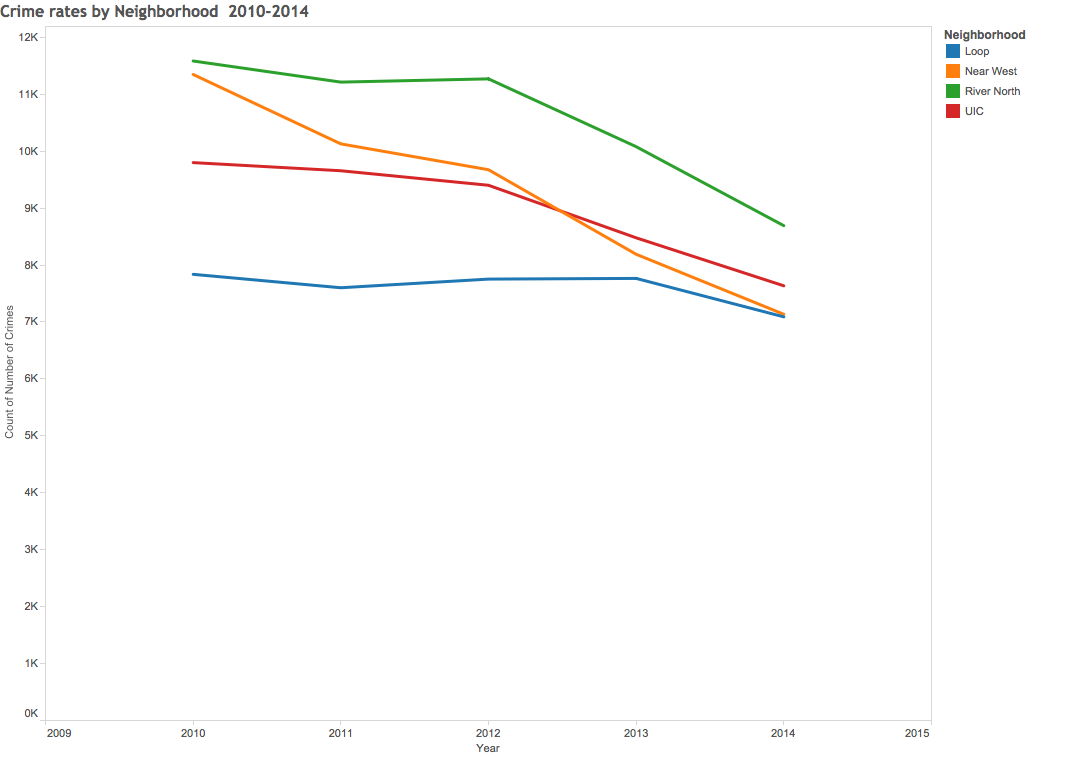 Crime rates by Neighborhood  2010-2014
Neighborhood
Loop
Near West
River North
UIC
Count of Number of Crimes
12K
11K
10K
9K
8K
7K
6K
5K
4K
3K
2K
1K
0K
2009 2010 2011 2012 2013 2014 2015
Year